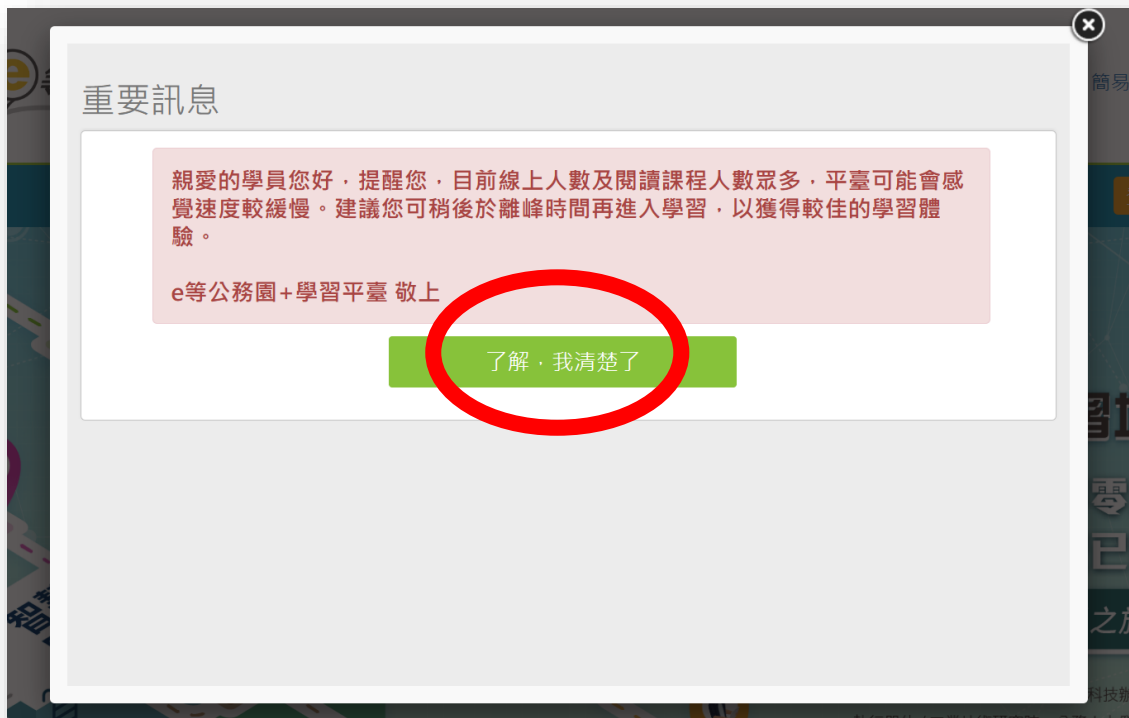 簡易
重要訊息
親愛的學員您好，提醒您，目前線上人數及閱讀課程人數眾多，平臺可能會感
覺速度較緩慢。建議您可稍後於離峰時間再進入學習，以獲得較佳的學習體
驗。
e等公務園+學習平臺 敬上
了解，我清楚了
習
零
已
之
智
科技